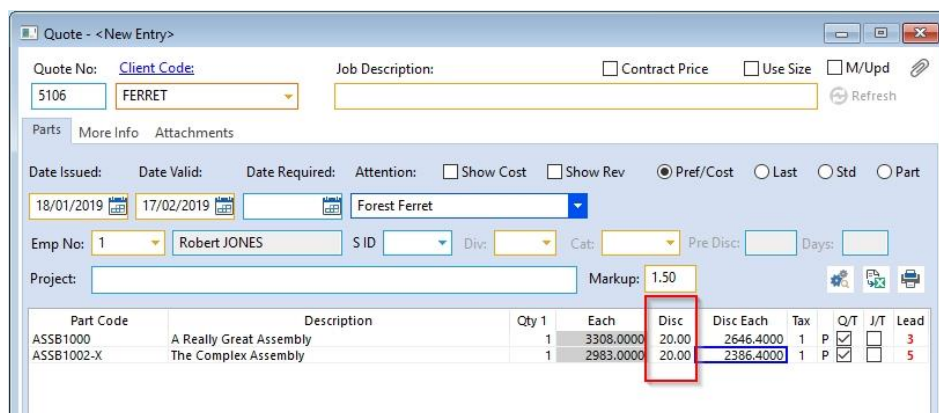 Quote - <New Entry>
Quote No: Client Code: Job Description: Contract Price Use Size M/Upd
5106 FERRET Refresh
Parts More Info Attachments
Date Issued: Date Valid: Date Required: Attention: Show Cost Show Rev Pref/Cost Last Std Part
18/01/2019 17/02/2019 Forest Ferret
Emp No: 1 Robert JONES S ID Div: Cat: Pre Disc: Days:
Project: Markup: 1.50
Part Code Description Qty 1 Each Disc Disc Each Tax Q/T J/T Lead
ASSB1000 A Really Great Assembly 1 3308.0000 20.00 2646.4000 1 P 3
ASSB1002-X The Complex Assembly 1 2983.0000 20.00 2386.4000 1 P 5